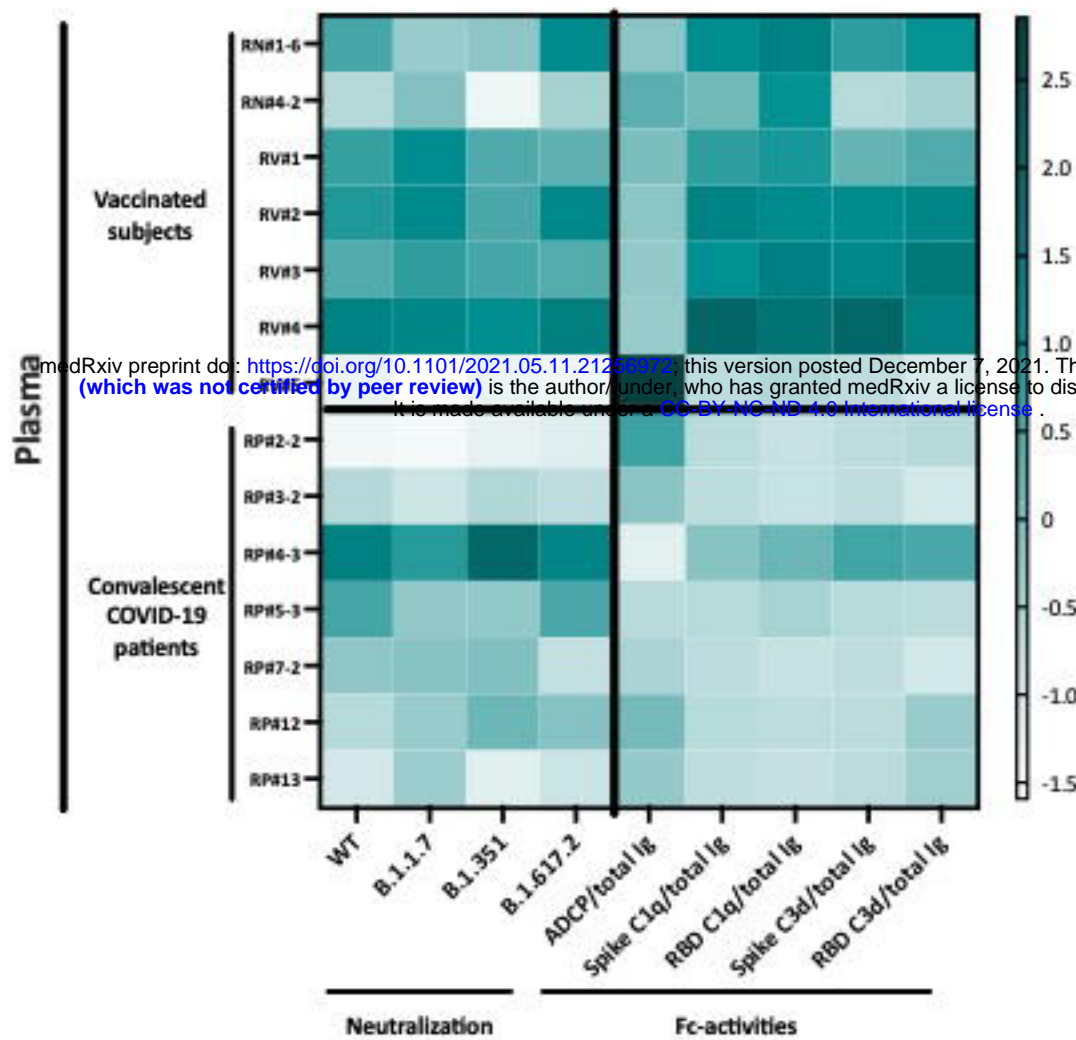 Plasma
Vaccinated
subjects
Convalescent
COVID-19
patients
RN#1-6
RN#4-2
RV#1
RV#2
RV#3
RV#4
RP#2-2
RP#3-2
RP#4-3
RP#5-3
RP#7-2
RP#12
RP#13
medRxiv preprint doi: https://doi.org/10.1101/2021.05.11.21256972; this version posted December 7, 2021. Th
(which was not certified by peer review) is the author/funder, who has granted medRxiv a license to dis
It is made available under a CC-BY-NC-ND 4.0 International license .
2.5
2.0
1.5
1.0
0.5
0
-0.5
-1.0
-1.5
WT
B.1.1.7
B.1.351
B.1.617.2
ADCP/total Ig
Spike C1q/total Ig
RBD C1q/total Ig
Spike C3d/total Ig
RBD C3d/total Ig
Neutralization
Fc-activities